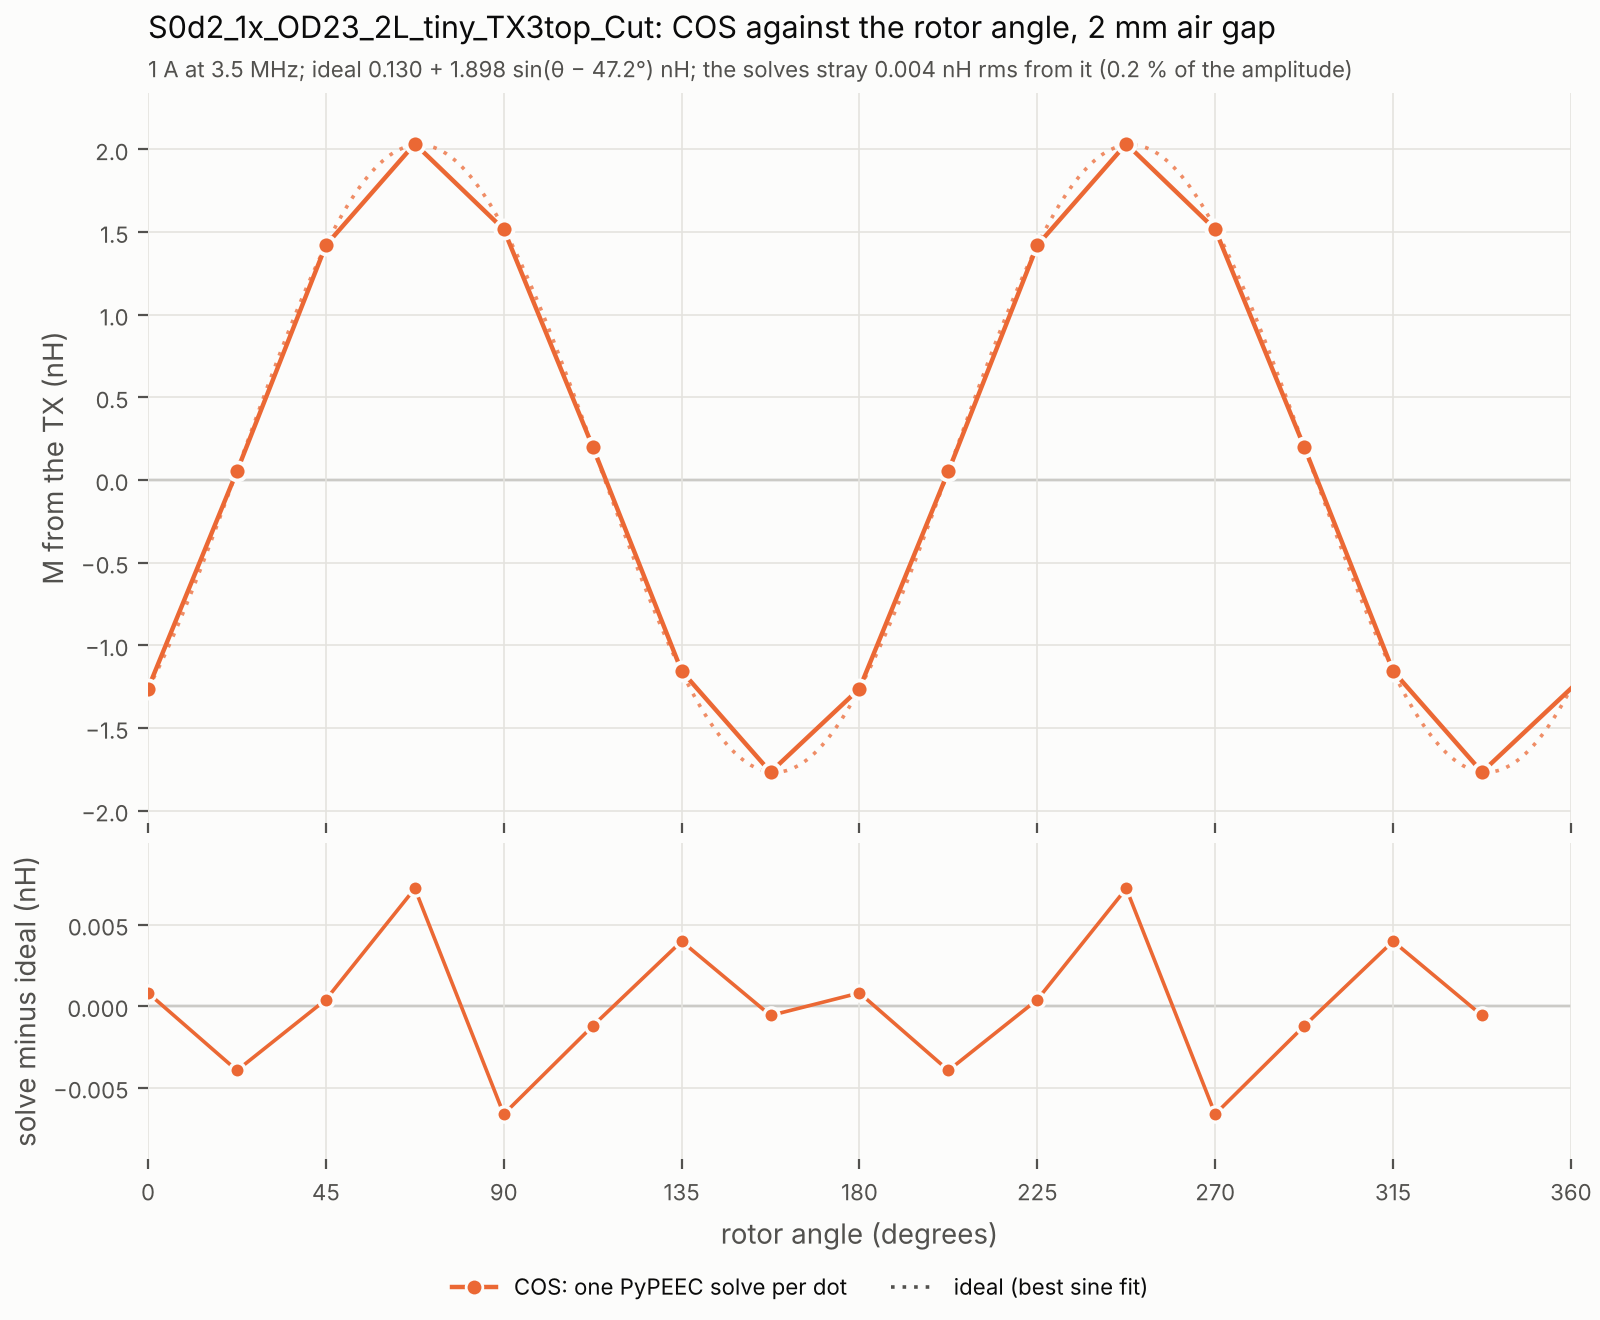 S0d2_1x_OD23_2L_tiny_TX3top_Cut: COS against the rotor angle, 2 mm air gap
1 A at 3.5 MHz; ideal 0.130 + 1.898 sin(θ − 47.2°) nH; the solves stray 0.004 nH rms from it (0.2 % of the amplitude)
M from the TX (nH)
2.0
1.5
1.0
0.5
0.0
−0.5
−1.0
−1.5
−2.0
solve minus ideal (nH)
0.005
0.000
−0.005
0 45 90 135 180 225 270 315 360
rotor angle (degrees)
COS: one PyPEEC solve per dot ideal (best sine fit)